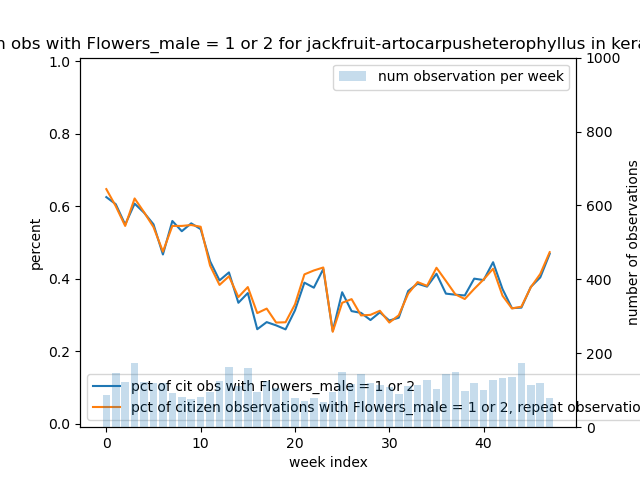 n obs with Flowers_male = 1 or 2 for jackfruit-artocarpusheterophyllus in kera
num observation per week
1.0
0.8
0.6
0.4
0.2
0.0
percent
1000
800
600
400
200
0
number of observations
pct of cit obs with Flowers_male = 1 or 2
pct of citizen observations with Flowers_male = 1 or 2, repeat observatio
0 10 20 30 40
week index